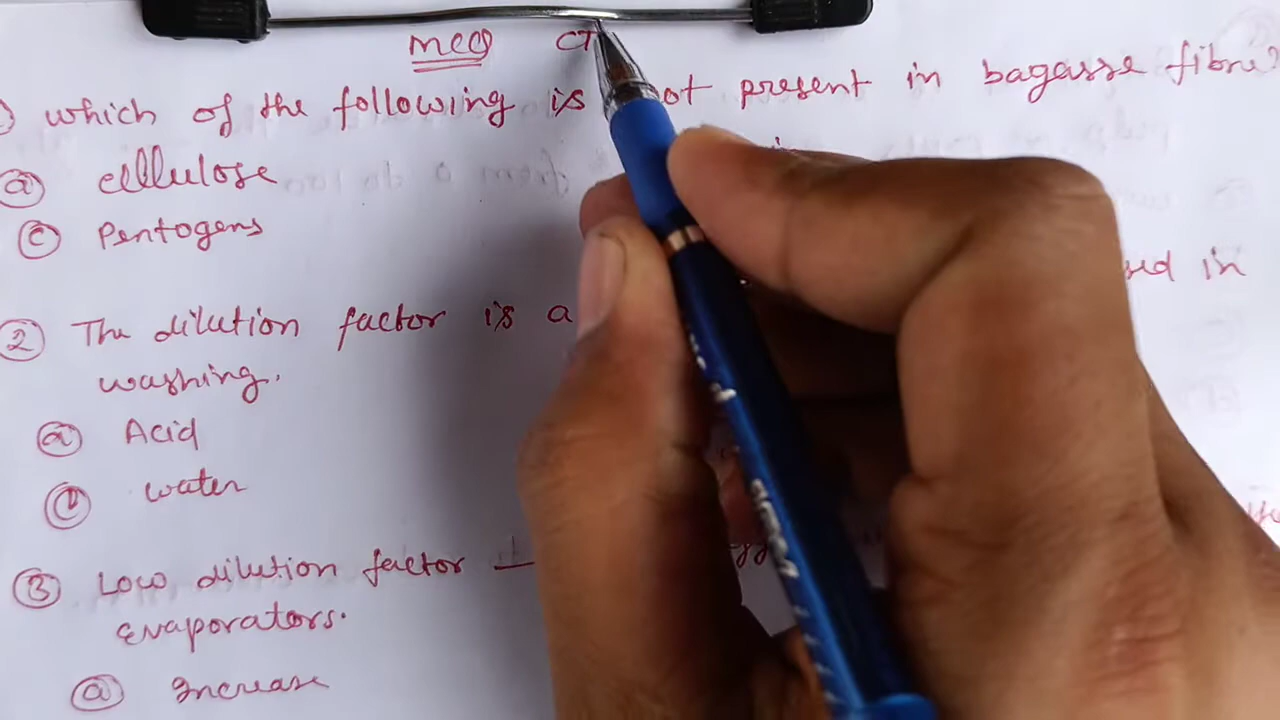 MCQ CT
which of the following is not present in bagasse fibre?
ⓐ cellulose
ⓒ Pentogens
② The dilution factor is a sed in
washing.
ⓐ Acid
ⓒ water
③ Low dilution factor
Evaporators.
ⓐ Increase